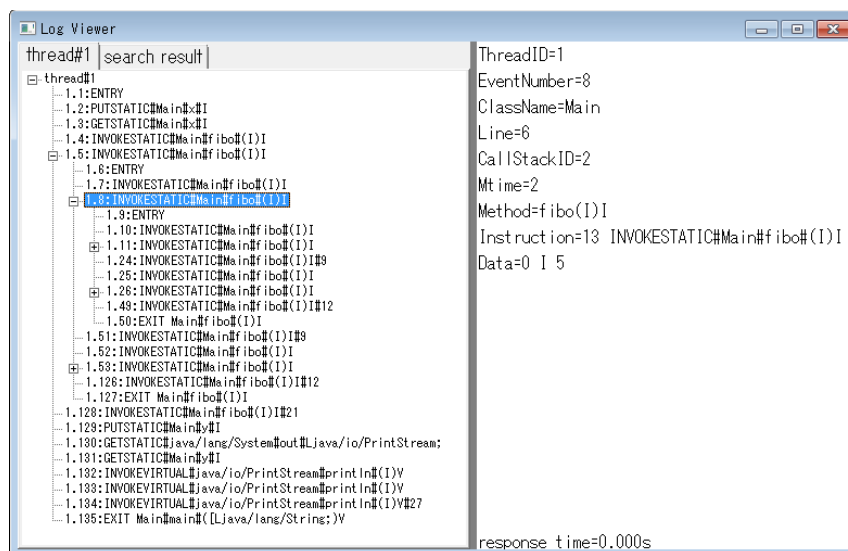 Log Viewer
thread#1
search result
thread#1
1.1:ENTRY
1.2:PUTSTATIC#Main#x#I
1.3:GETSTATIC#Main#x#I
1.4:INVOKESTATIC#Main#fibo#(I)I
1.5:INVOKESTATIC#Main#fibo#(I)I
1.6:ENTRY
1.7:INVOKESTATIC#Main#fibo#(I)I
1.8:INVOKESTATIC#Main#fibo#(I)I
1.9:ENTRY
1.10:INVOKESTATIC#Main#fibo#(I)I
1.11:INVOKESTATIC#Main#fibo#(I)I
1.24:INVOKESTATIC#Main#fibo#(I)I#9
1.25:INVOKESTATIC#Main#fibo#(I)I
1.26:INVOKESTATIC#Main#fibo#(I)I
1.49:INVOKESTATIC#Main#fibo#(I)I#12
1.50:EXIT Main#fibo#(I)I
1.51:INVOKESTATIC#Main#fibo#(I)I#9
1.52:INVOKESTATIC#Main#fibo#(I)I
1.53:INVOKESTATIC#Main#fibo#(I)I
1.126:INVOKESTATIC#Main#fibo#(I)I#12
1.127:EXIT Main#fibo#(I)I
1.128:INVOKESTATIC#Main#fibo#(I)I#21
1.129:PUTSTATIC#Main#y#I
1.130:GETSTATIC#java/lang/System#out#Ljava/io/PrintStream;
1.131:GETSTATIC#Main#y#I
1.132:INVOKEVIRTUAL#java/io/PrintStream#println#(I)V
1.133:INVOKEVIRTUAL#java/io/PrintStream#println#(I)V
1.134:INVOKEVIRTUAL#java/io/PrintStream#println#(I)V#27
1.135:EXIT Main#main#([Ljava/lang/String;)V
ThreadID=1
EventNumber=8
ClassName=Main
Line=6
CallStackID=2
Mtime=2
Method=fibo(I)I
Instruction=13 INVOKESTATIC#Main#fibo#(I)I
Data=0 I 5
response time=0.000s